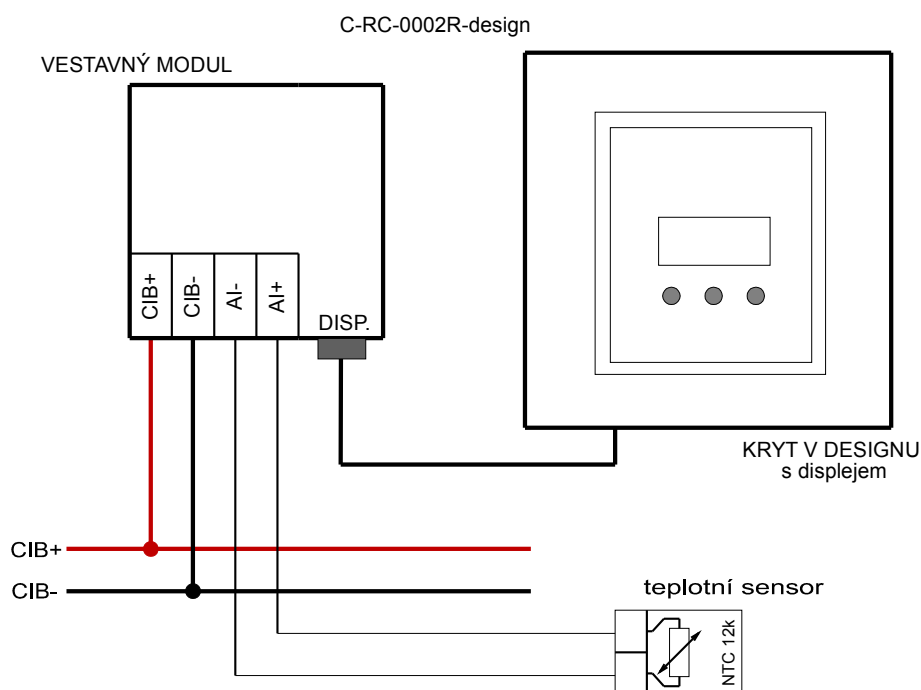 C-RC-0002R-design
VESTAVNÝ MODUL
CIB+
CIB-
AI-
AI+
DISP.
KRYT V DESIGNU
s displejem
CIB+
CIB-
teplotní sensor
NTC 12k